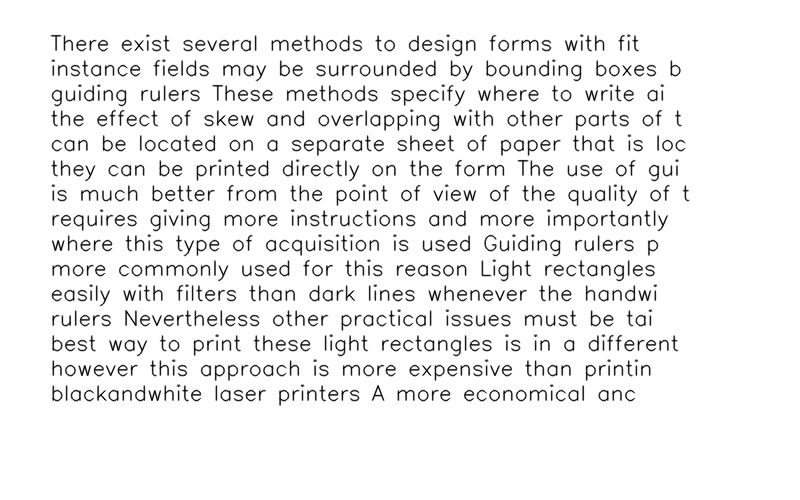 There exist several methods to design forms with fit
instance fields may be surrounded by bounding boxes b
guiding rulers These methods specify where to write ai
the effect of skew and overlapping with other parts of t
can be located on a separate sheet of paper that is loc
they can be printed directly on the form The use of gui
is much better from the point of view of the quality of t
requires giving more instructions and more importantly
where this type of acquisition is used Guiding rulers p
more commonly used for this reason Light rectangles
easily with filters than dark lines whenever the handwi
rulers Nevertheless other practical issues must be tai
best way to print these light rectangles is in a different
however this approach is more expensive than printin
blackandwhite laser printers A more economical anc